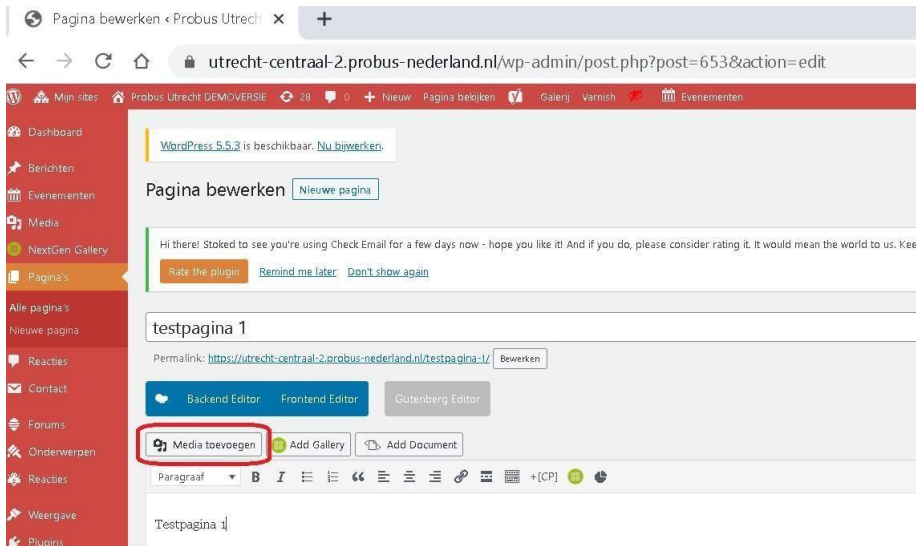 Pagina bewerken ‹ Probus Utrech
utrecht-centraal-2.probus-nederland.nl/wp-admin/post.php?post=653&action=edit
Mijn sites Probus Utrecht DEMOVERSIE 28 0 + Nieuw Pagina bekijken Galerij Varnish Evenementen
Dashboard
WordPress 5.5.3 is beschikbaar. Nu bijwerken.
Berichten
Pagina bewerken Nieuwe pagina
Evenementen
Media
NextGen Gallery
Hi there! Stoked to see you're using Check Email for a few days now - hope you like it! And if you do, please consider rating it. It would mean the world to us. Kee
Pagina's
Rate the plugin Remind me later Don't show again
Alle pagina's
Nieuwe pagina
testpagina 1
Reacties
Permalink: https://utrecht-centraal-2.probus-nederland.nl/testpagina-1/ Bewerken
Contact
Backend Editor Frontend Editor Gutenberg Editor
Forums
Onderwerpen
Media toevoegen Add Gallery Add Document
Reacties
Paragraaf B I +[CP]
Weergave
Testpagina 1
Plugins